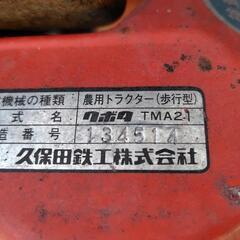 機械の種類 農用トラクター(歩行型)
式名 クボタ TMA21
造番号 134514
久保田鉄工株式会社